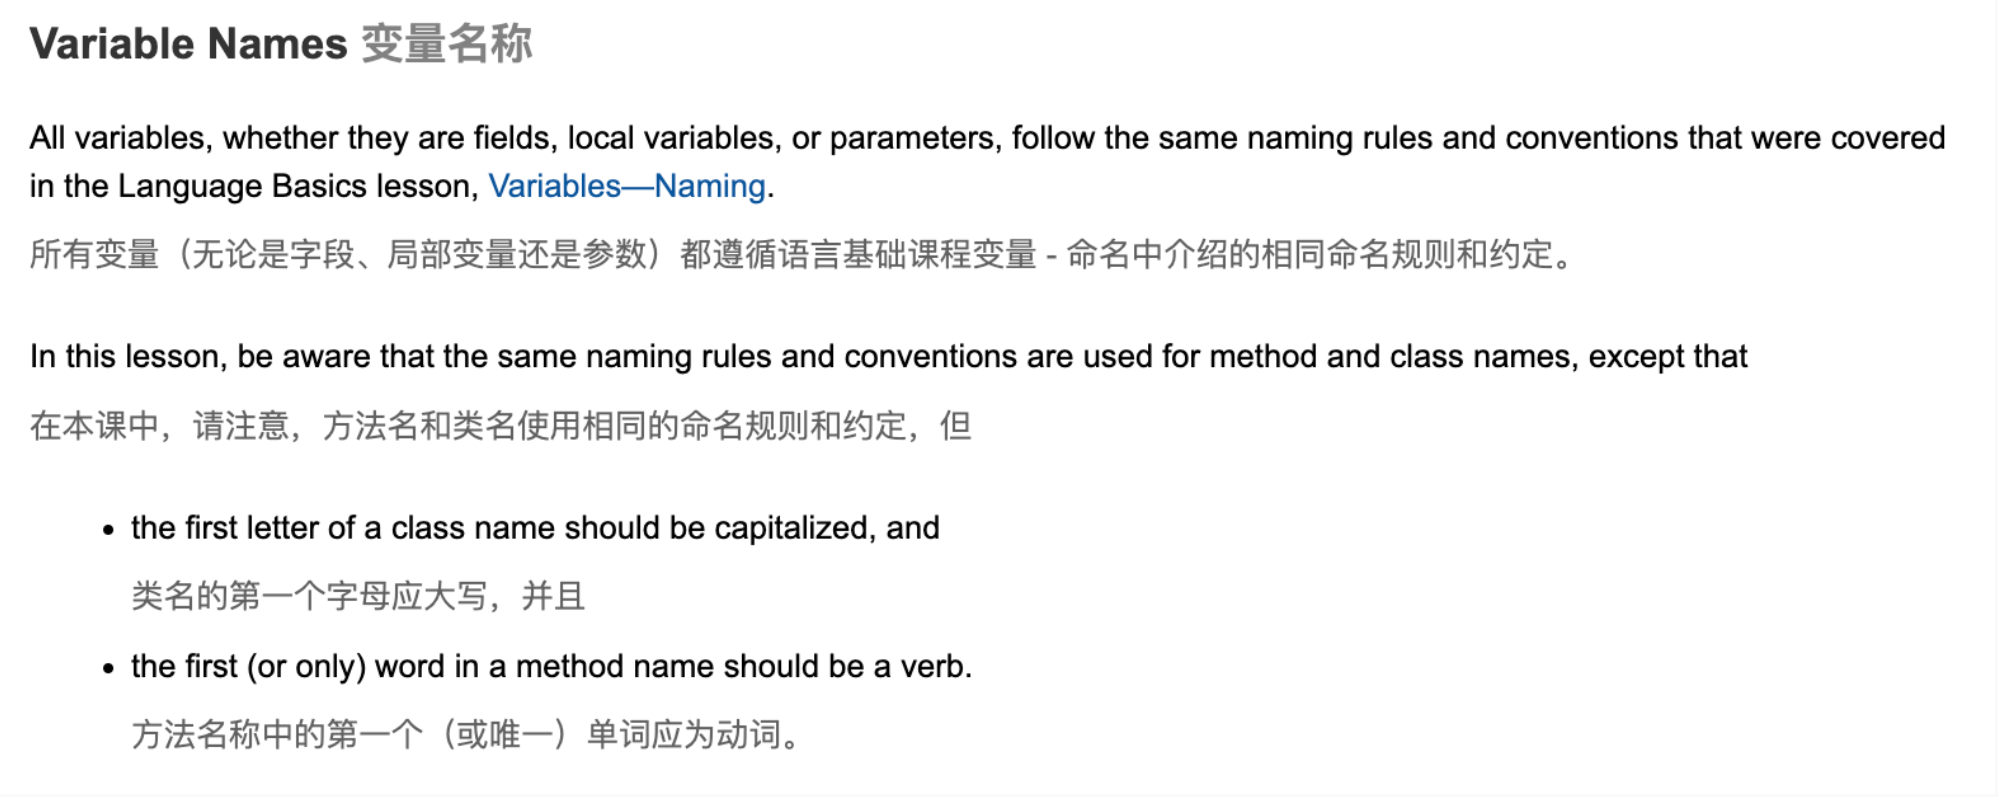 Variable Names 变量名称
All variables, whether they are fields, local variables, or parameters, follow the same naming rules and conventions that were covered
in the Language Basics lesson, Variables—Naming.
所有变量（无论是字段、局部变量还是参数）都遵循语言基础课程变量 - 命名中介绍的相同命名规则和约定。
In this lesson, be aware that the same naming rules and conventions are used for method and class names, except that
在本课中，请注意，方法名和类名使用相同的命名规则和约定，但
• the first letter of a class name should be capitalized, and
类名的第一个字母应大写，并且
• the first (or only) word in a method name should be a verb.
方法名称中的第一个（或唯一）单词应为动词。